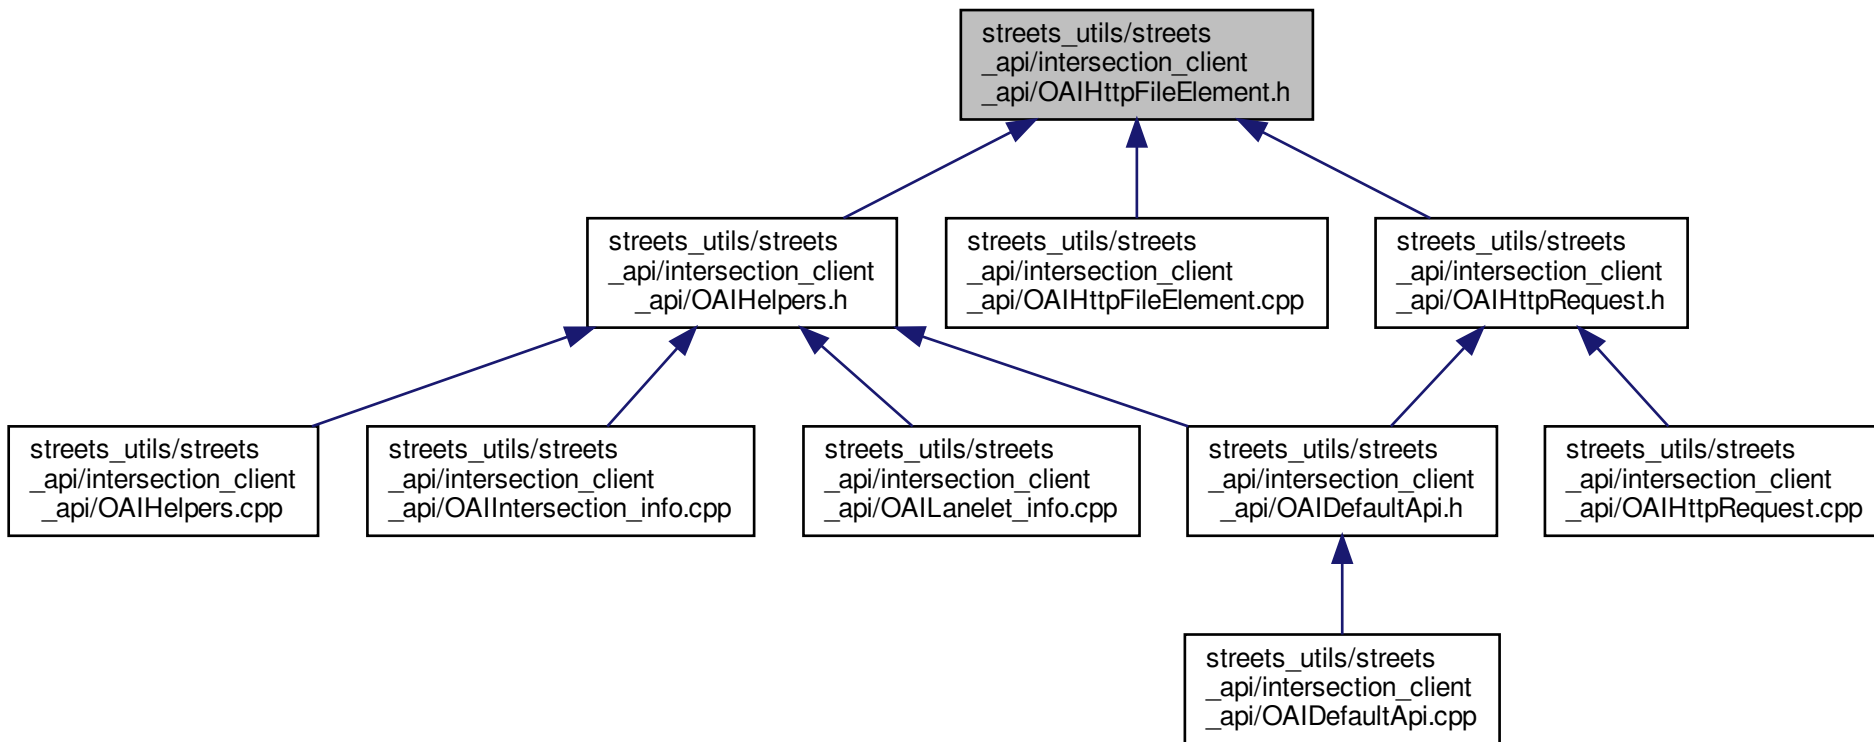 streets_utils/streets
_api/intersection_client
_api/OAIHttpFileElement.h
streets_utils/streets
_api/intersection_client
_api/OAIHelpers.h
streets_utils/streets
_api/intersection_client
_api/OAIHttpFileElement.cpp
streets_utils/streets
_api/intersection_client
_api/OAIHttpRequest.h
streets_utils/streets
_api/intersection_client
_api/OAIHelpers.cpp
streets_utils/streets
_api/intersection_client
_api/OAIIntersection_info.cpp
streets_utils/streets
_api/intersection_client
_api/OAILanelet_info.cpp
streets_utils/streets
_api/intersection_client
_api/OAIDefaultApi.h
streets_utils/streets
_api/intersection_client
_api/OAIHttpRequest.cpp
streets_utils/streets
_api/intersection_client
_api/OAIDefaultApi.cpp